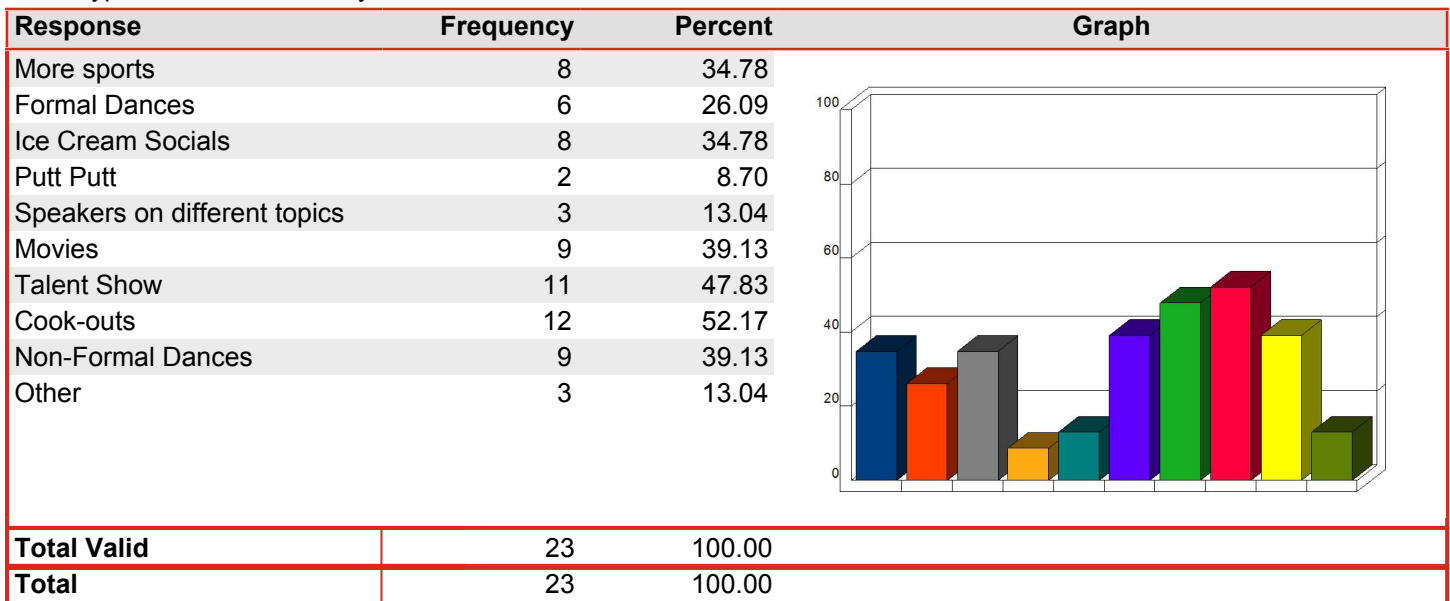 Response Frequency Percent Graph
More sports 8 34.78
Formal Dances 6 26.09
Ice Cream Socials 8 34.78
Putt Putt 2 8.70
Speakers on different topics 3 13.04
Movies 9 39.13
Talent Show 11 47.83
Cook-outs 12 52.17
Non-Formal Dances 9 39.13
Other 3 13.04
100
80
60
40
20
0
Total Valid 23 100.00
Total 23 100.00